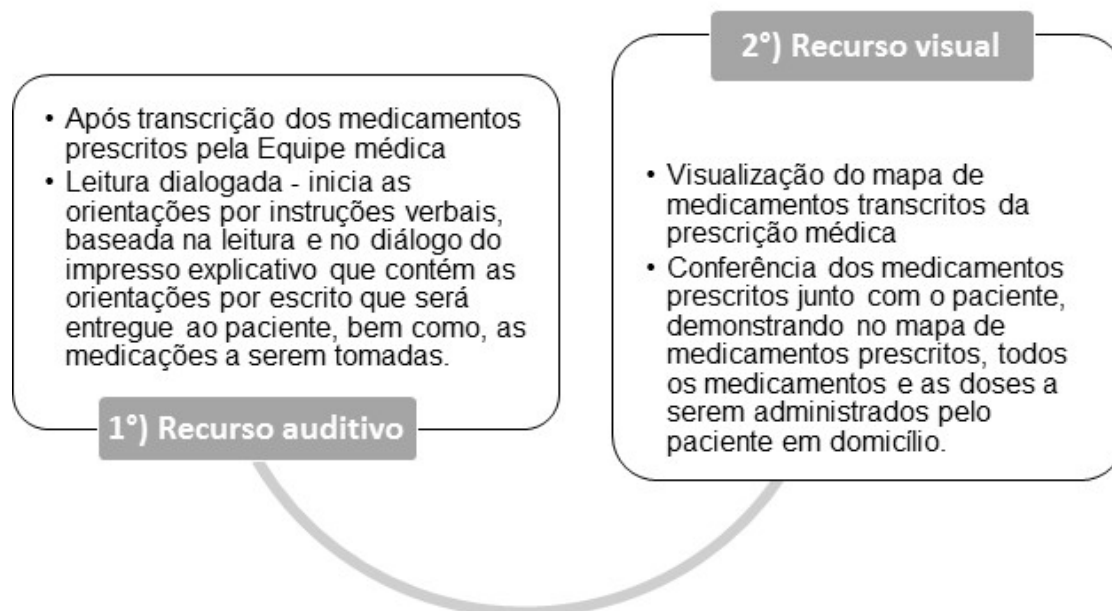 • Após transcrição dos medicamentos
prescritos pela Equipe médica
• Leitura dialogada - inicia as
orientações por instruções verbais,
baseada na leitura e no diálogo do
impresso explicativo que contém as
orientações por escrito que será
entregue ao paciente, bem como, as
medicações a serem tomadas.
1°) Recurso auditivo
2°) Recurso visual
• Visualização do mapa de
medicamentos transcritos da
prescrição médica
• Conferência dos medicamentos
prescritos junto com o paciente,
demonstrando no mapa de
medicamentos prescritos, todos
os medicamentos e as doses a
serem administrados pelo
paciente em domicílio.